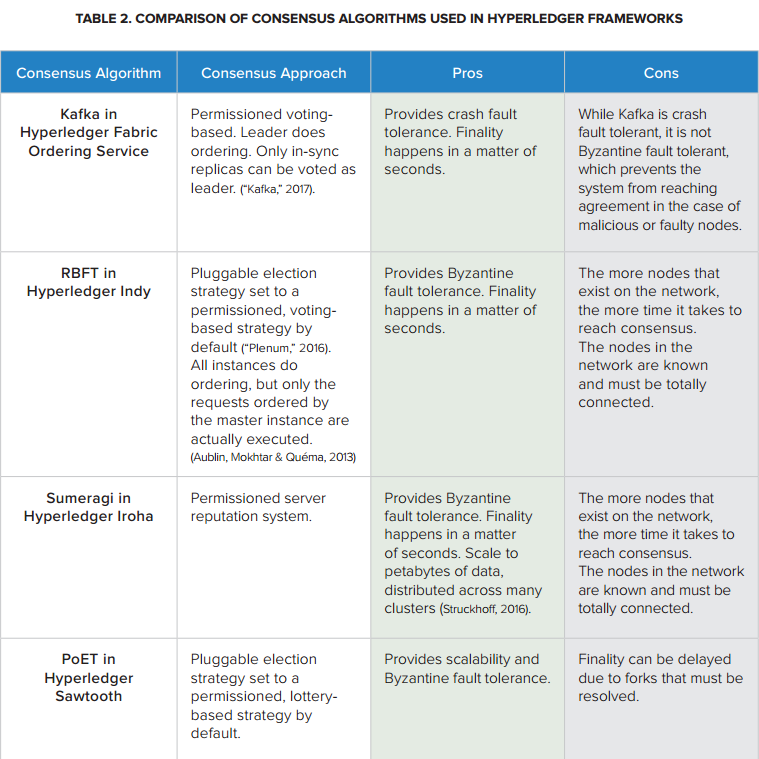 TABLE 2. COMPARISON OF CONSENSUS ALGORITHMS USED IN HYPERLEDGER FRAMEWORKS
Consensus Algorithm
Consensus Approach
Pros
Cons
Kafka in
Hyperledger Fabric
Ordering Service
Permissioned voting-
based. Leader does
ordering. Only in-sync
replicas can be voted as
leader. ("Kafka," 2017).
Provides crash fault
tolerance. Finality
happens in a matter of
seconds.
While Kafka is crash
fault tolerant, it is not
Byzantine fault tolerant,
which prevents the
system from reaching
agreement in the case of
malicious or faulty nodes.
RBFT in
Hyperledger Indy
Pluggable election
strategy set to a
permissioned, voting-
based strategy by
default ("Plenum," 2016).
All instances do
ordering, but only the
requests ordered by
the master instance are
actually executed.
(Aublin, Mokhtar & Quéma, 2013)
Provides Byzantine
fault tolerance. Finality
happens in a matter of
seconds.
The more nodes that
exist on the network,
the more time it takes to
reach consensus.
The nodes in the
network are known
and must be totally
connected.
Sumeragi in
Hyperledger Iroha
Permissioned server
reputation system.
Provides Byzantine
fault tolerance. Finality
happens in a matter
of seconds. Scale to
petabytes of data,
distributed across many
clusters (Struckhoff, 2016).
The more nodes that
exist on the network,
the more time it takes to
reach consensus.
The nodes in the network
are known and must be
totally connected.
PoET in
Hyperledger
Sawtooth
Pluggable election
strategy set to a
permissioned, lottery-
based strategy by
default.
Provides scalability and
Byzantine fault tolerance.
Finality can be delayed
due to forks that must be
resolved.